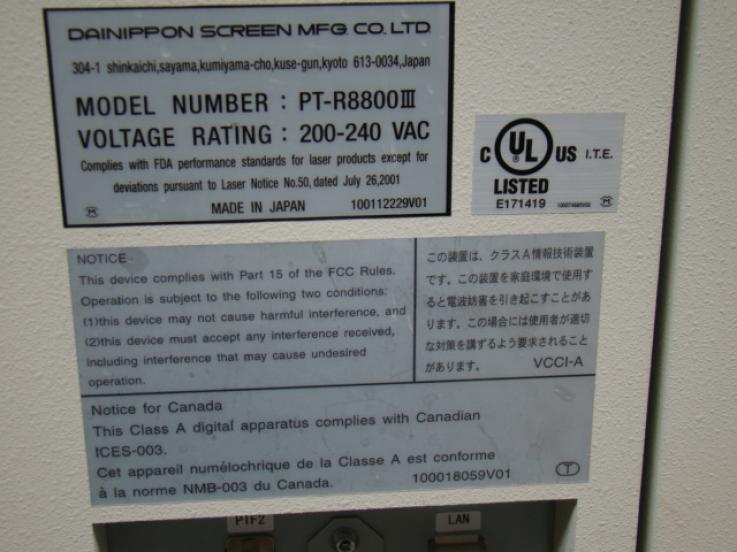 DAINIPPON SCREEN MFG. CO. LTD
304-1 shinkaichi,sayama,kumiyama-cho,kuse-gun,kyoto 613-0034,Japan
MODEL NUMBER : PT-R8800Ⅲ
VOLTAGE RATING : 200-240 VAC
Complies with FDA performance standards for laser products except for
deviations pursuant to Laser Notice No.50, dated July 26,2001
MADE IN JAPAN 100112229V01
C UL US I.T.E.
LISTED
E171419
NOTICE
This device complies with Part 15 of the FCC Rules.
Operation is subject to the following two conditions:
(1)this device may not cause harmful interference, and
(2)this device must accept any interference received,
including interference that may cause undesired
operation.
この装置は、クラスA情報技術装置
です。この装置を家庭環境で使用す
ると電波妨害を引き起こすことがあ
ります。この場合には使用者が適切
な対策を講ずるよう要求されること
があります。 VCCI-A
Notice for Canada
This Class A digital apparatus complies with Canadian
ICES-003.
Cet appareil numélochrique de la Classe A est conforme
à la norme NMB-003 du Canada. 100018059V01 T
PIF2 LAN